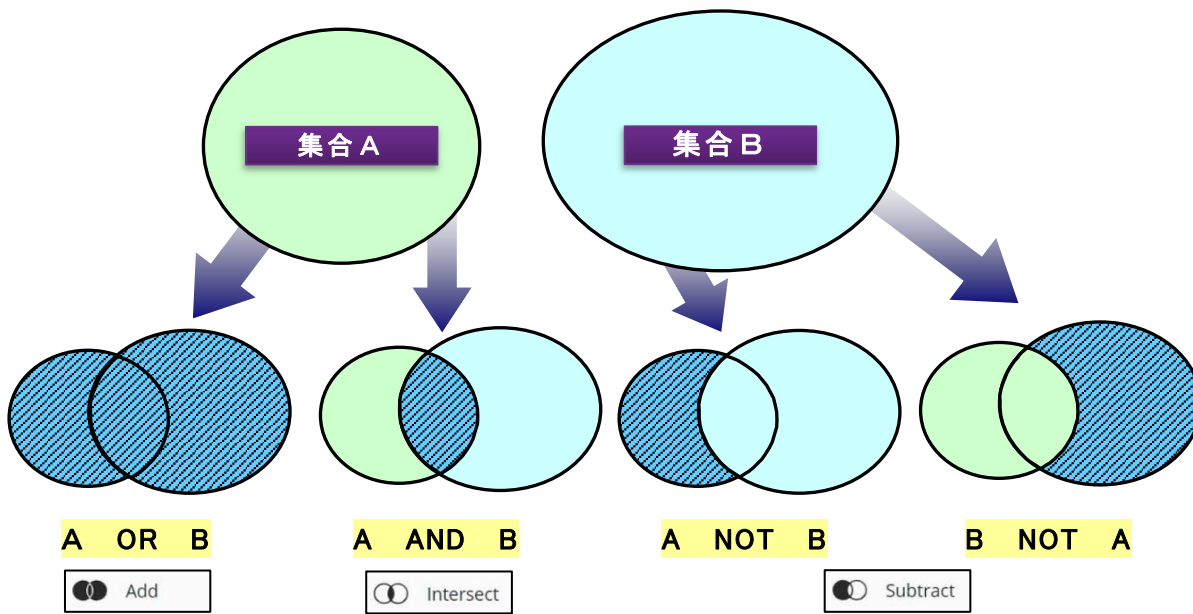 集合A
集合B
A OR B
A AND B
A NOT B
B NOT A
Add
Intersect
Subtract